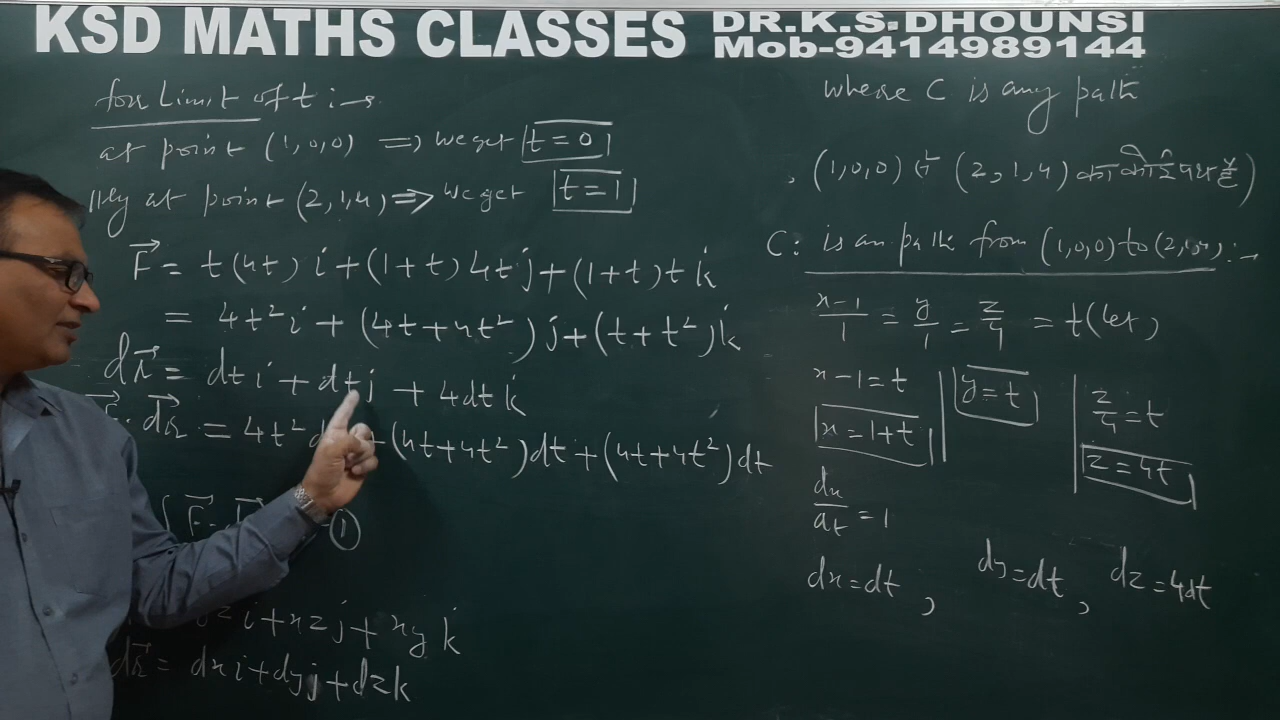 KSD MATHS CLASSES
DR.K.S.DHOUNSI
Mob-9414989144
for Limit of t :→
at point (1,0,0) ⇒ we get t=0
llly at point (2,1,4) ⇒ we get t=1
F⃗ = t(4t) i+(1+t)4t j+(1+t)t k
= 4t² i + (4t+4t²)j+(t+t²)k
dr⃗ = dt i + dt j + 4dt k
dr⃗ = 4t² +(4t+4t²)dt+(4t+4t²)dt
∫ F⃗ 1
z i+xz j+xy k
dr⃗ = dx i+dy j+dz k
where C is any path
(1,0,0) से (2,1,4) का कोई पथ है)
C: is an path from (1,0,0) to (2,1,4) :→
x-1/1 = y/1 = z/4 = t (let)
x-1=t
x=1+t
y=t
z/4=t
z=4t
dx/dt = 1
dx=dt, dy=dt, dz=4dt